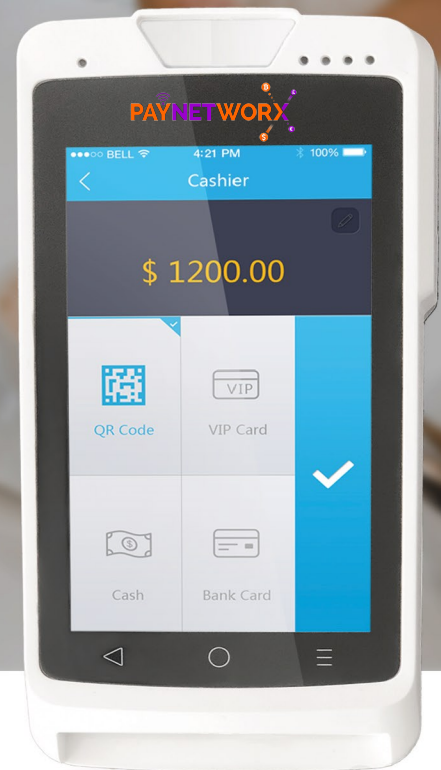 PAYNETWORX
BELL 4:21 PM 100%
Cashier
$ 1200.00
QR Code
VIP
VIP Card
Cash
Bank Card